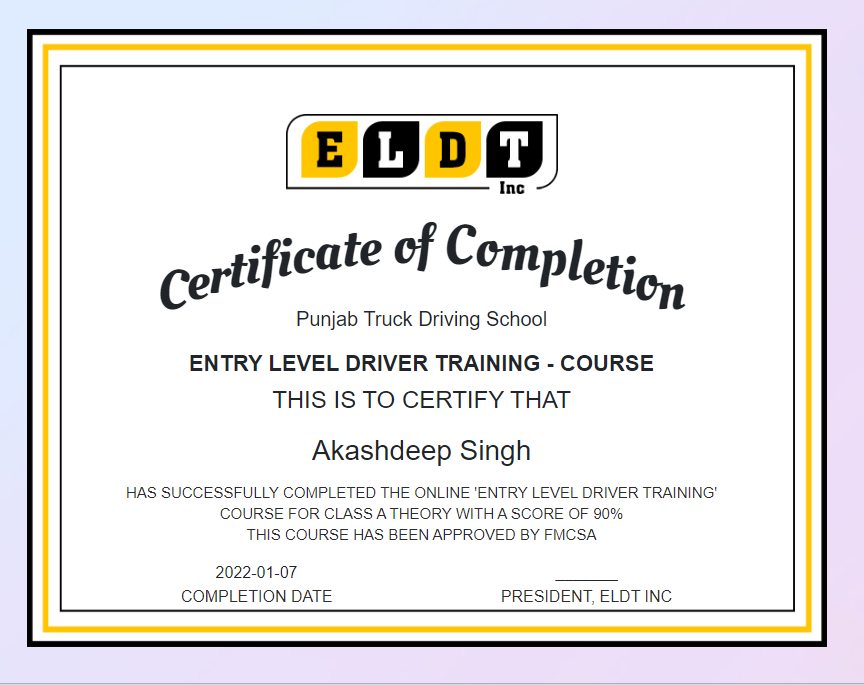 ELDT
Inc
Certificate of Completion
Punjab Truck Driving School
ENTRY LEVEL DRIVER TRAINING - COURSE
THIS IS TO CERTIFY THAT
Akashdeep Singh
HAS SUCCESSFULLY COMPLETED THE ONLINE 'ENTRY LEVEL DRIVER TRAINING'
COURSE FOR CLASS A THEORY WITH A SCORE OF 90%
THIS COURSE HAS BEEN APPROVED BY FMCSA
2022-01-07 _______
COMPLETION DATE PRESIDENT, ELDT INC